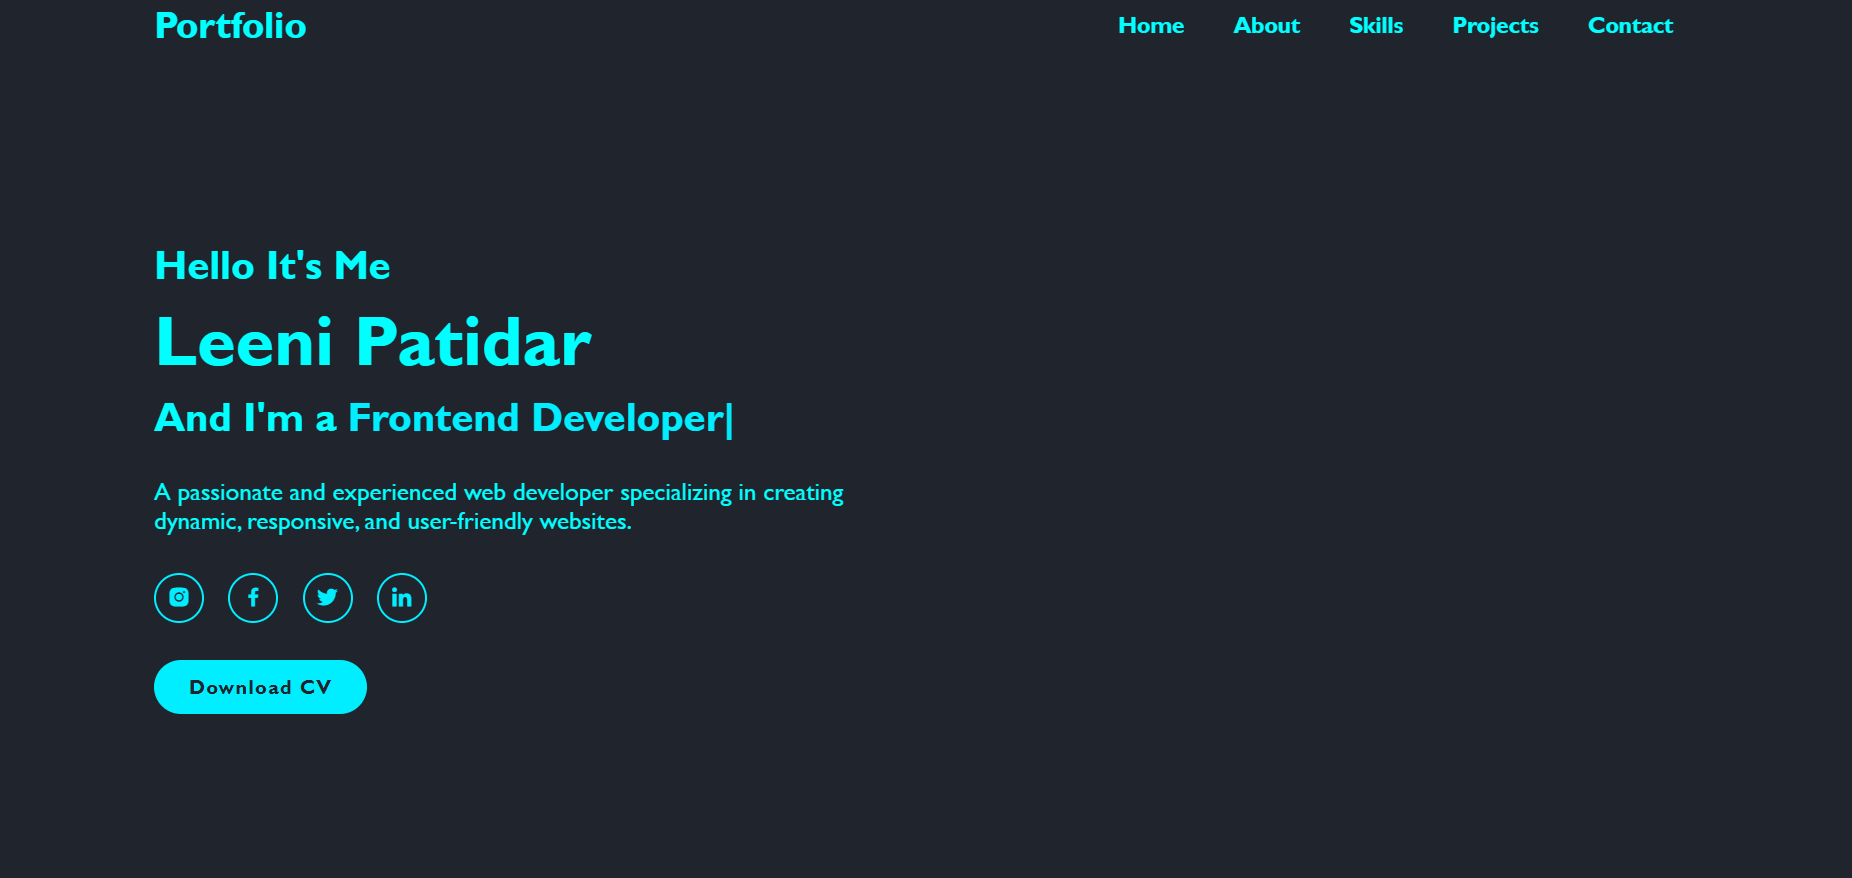 Portfolio
Home About Skills Projects Contact
Hello It's Me
Leeni Patidar
And I'm a Frontend Developer|
A passionate and experienced web developer specializing in creating
dynamic, responsive, and user-friendly websites.
Download CV